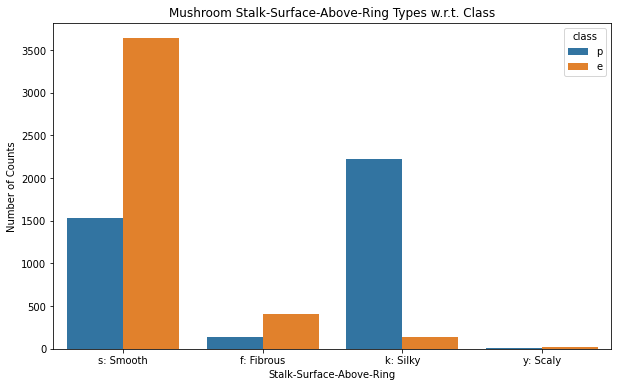 Mushroom Stalk-Surface-Above-Ring Types w.r.t. Class
class
p
e
3500
3000
2500
2000
1500
1000
500
0
Number of Counts
s: Smooth
f: Fibrous
k: Silky
y: Scaly
Stalk-Surface-Above-Ring